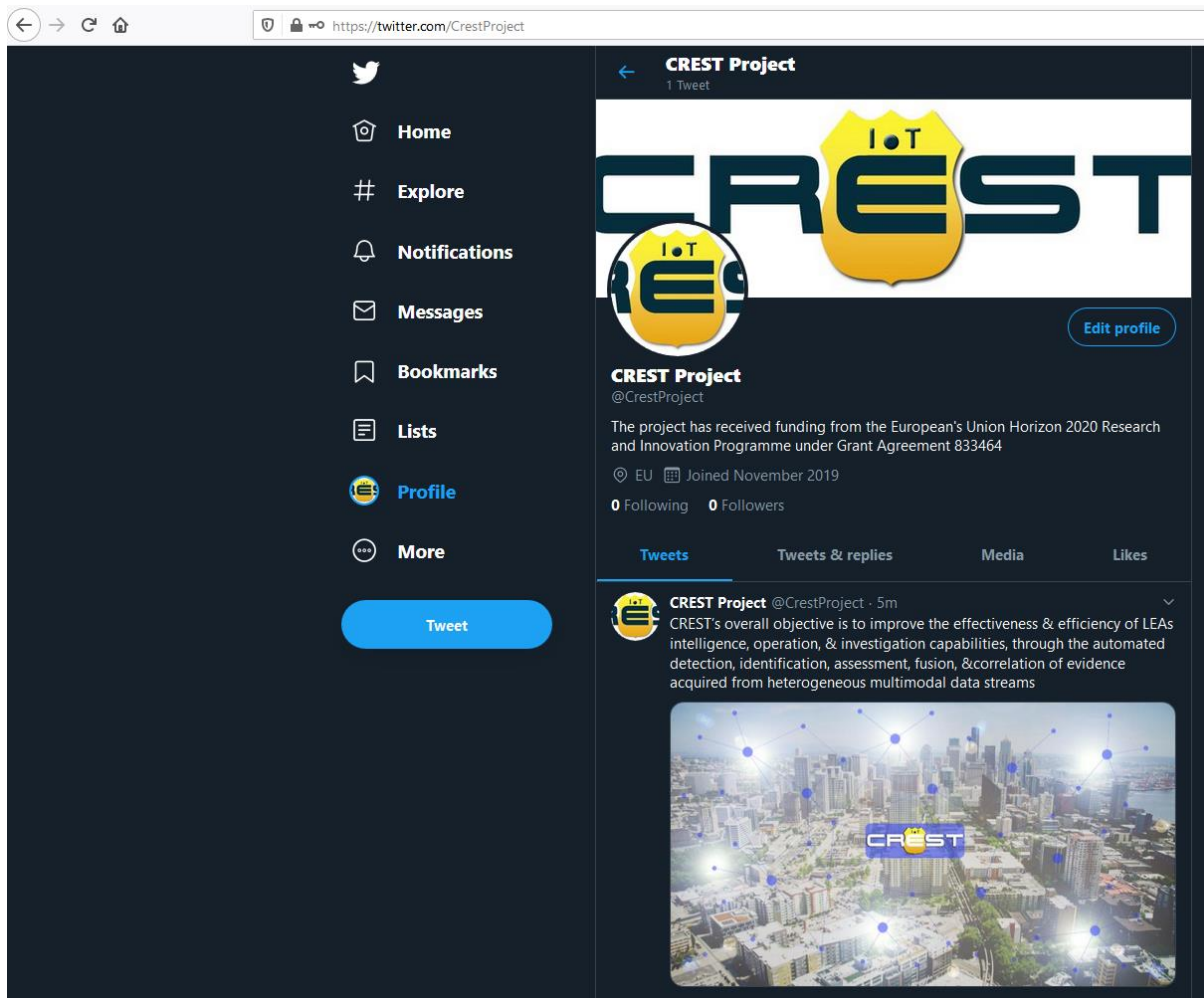 https://twitter.com/CrestProject
Home
Explore
Notifications
Messages
Bookmarks
Lists
Profile
More
Tweet
CREST Project
1 Tweet
IoT
CREST
IoT
RES
Edit profile
CREST Project
@CrestProject
The project has received funding from the European's Union Horizon 2020 Research
and Innovation Programme under Grant Agreement 833464
EU Joined November 2019
0 Following 0 Followers
Tweets Tweets & replies Media Likes
CREST Project @CrestProject · 5m
CREST's overall objective is to improve the effectiveness & efficiency of LEAs
intelligence, operation, & investigation capabilities, through the automated
detection, identification, assessment, fusion, &correlation of evidence
acquired from heterogeneous multimodal data streams
CREST